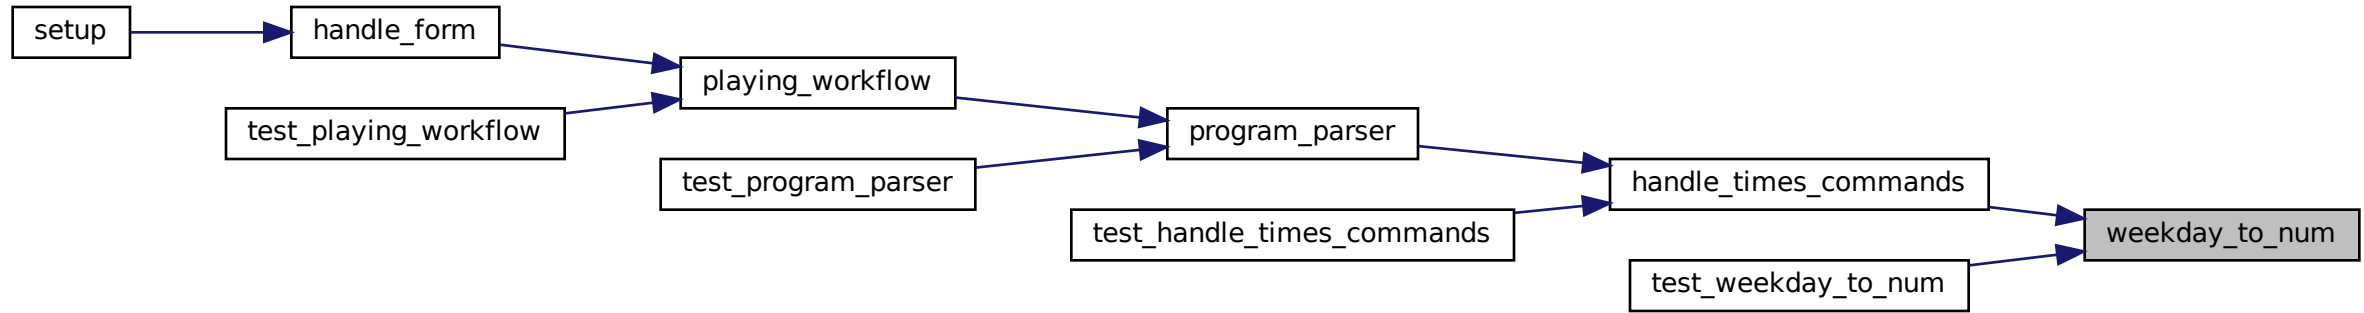 setup
handle_form
playing_workflow
test_playing_workflow
program_parser
test_program_parser
handle_times_commands
test_handle_times_commands
weekday_to_num
test_weekday_to_num